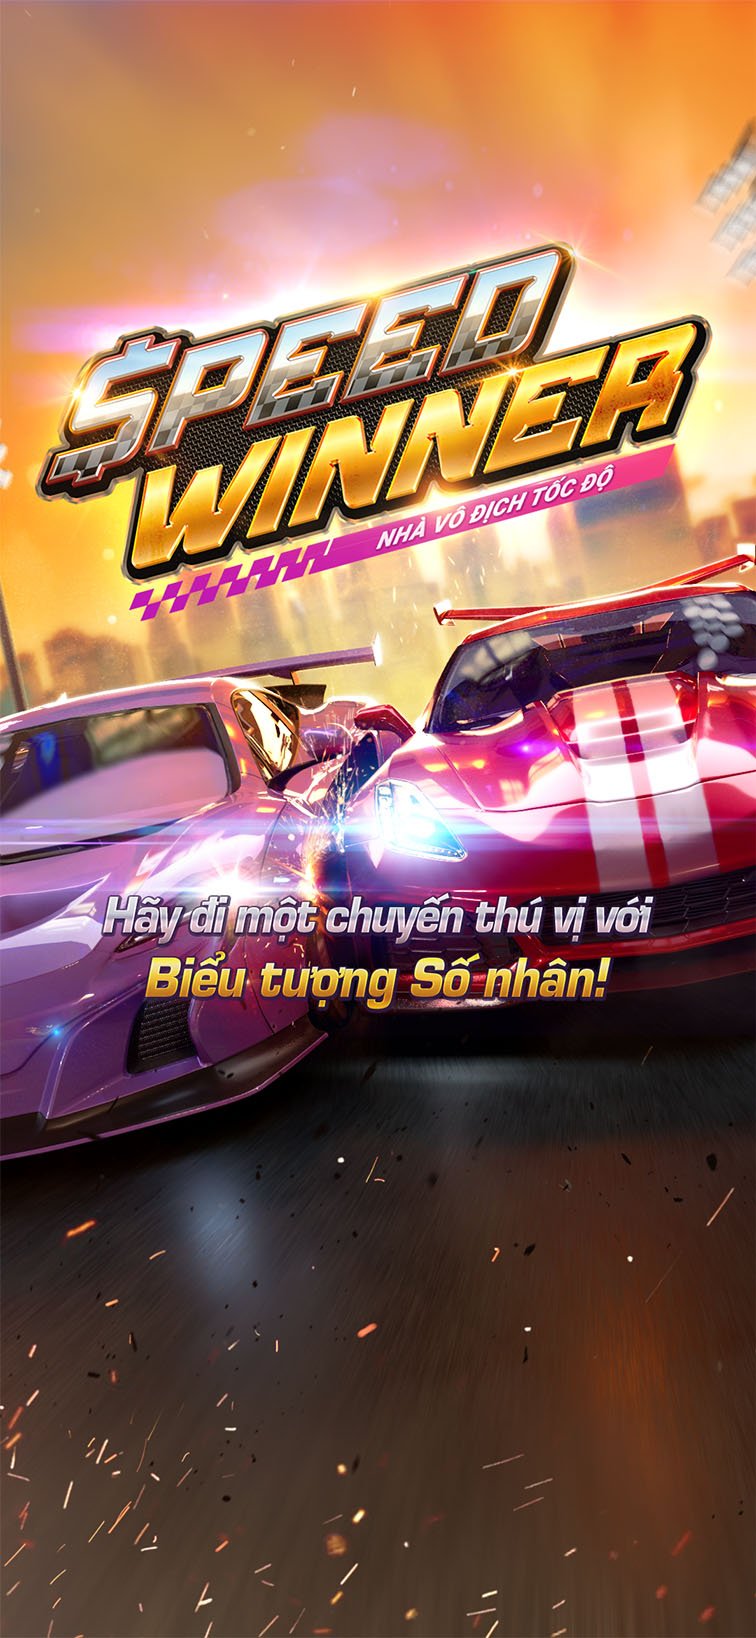 $PEED
WINNER
NHÀ VÔ ĐỊCH TỐC ĐỘ
Hãy đi một chuyến thú vị với
Biểu tượng Số nhân!